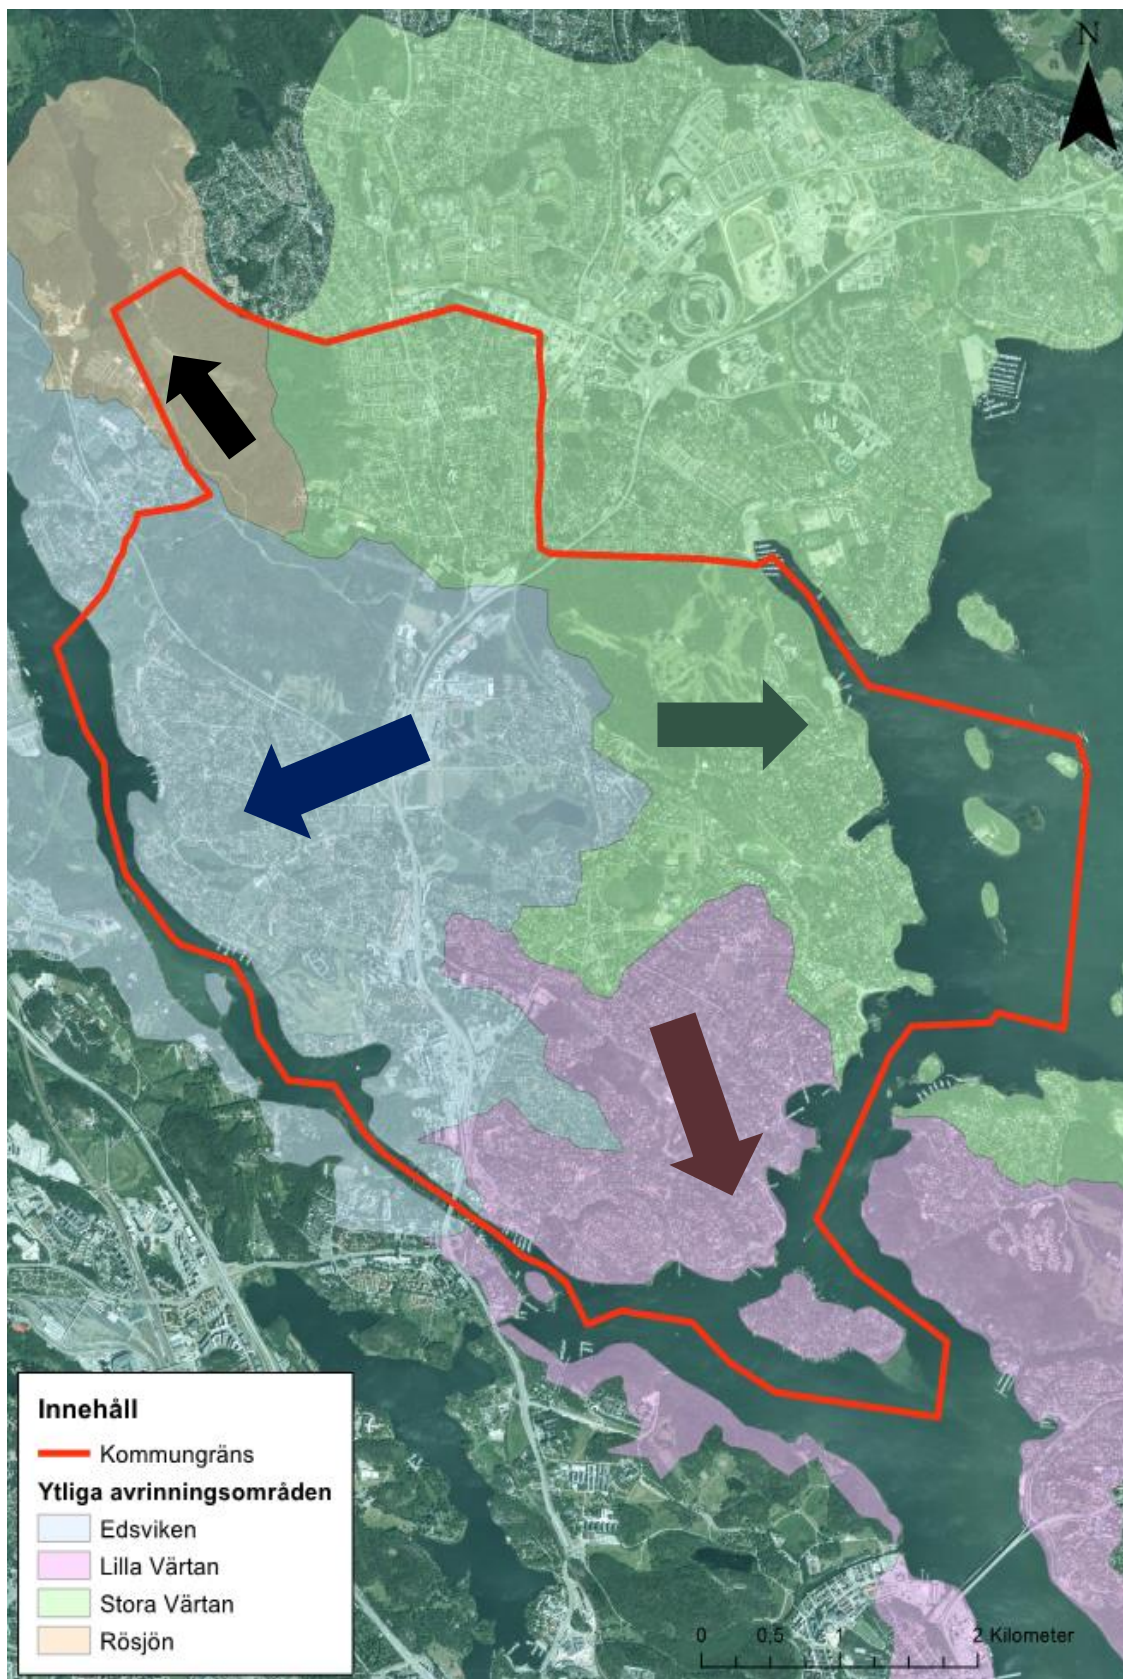 N
Innehåll
Kommungräns
Ytliga avrinningsområden
Edsviken
Lilla Värtan
Stora Värtan
Rösjön
0 0,5 1 2 Kilometer